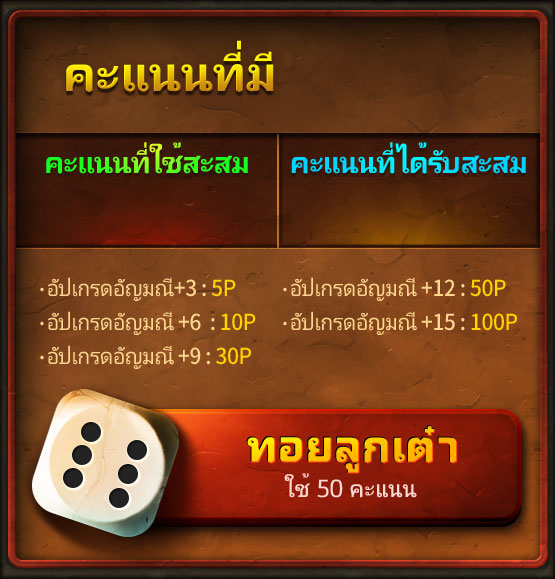 คะแนนที่มี
คะแนนที่ใช้สะสม
คะแนนที่ได้รับสะสม
· อัปเกรดอัญมณี+3 : 5P
· อัปเกรดอัญมณี +6 : 10P
· อัปเกรดอัญมณี +9 : 30P
· อัปเกรดอัญมณี +12 : 50P
· อัปเกรดอัญมณี +15 : 100P
ทอยลูกเต๋า
ใช้ 50 คะแนน